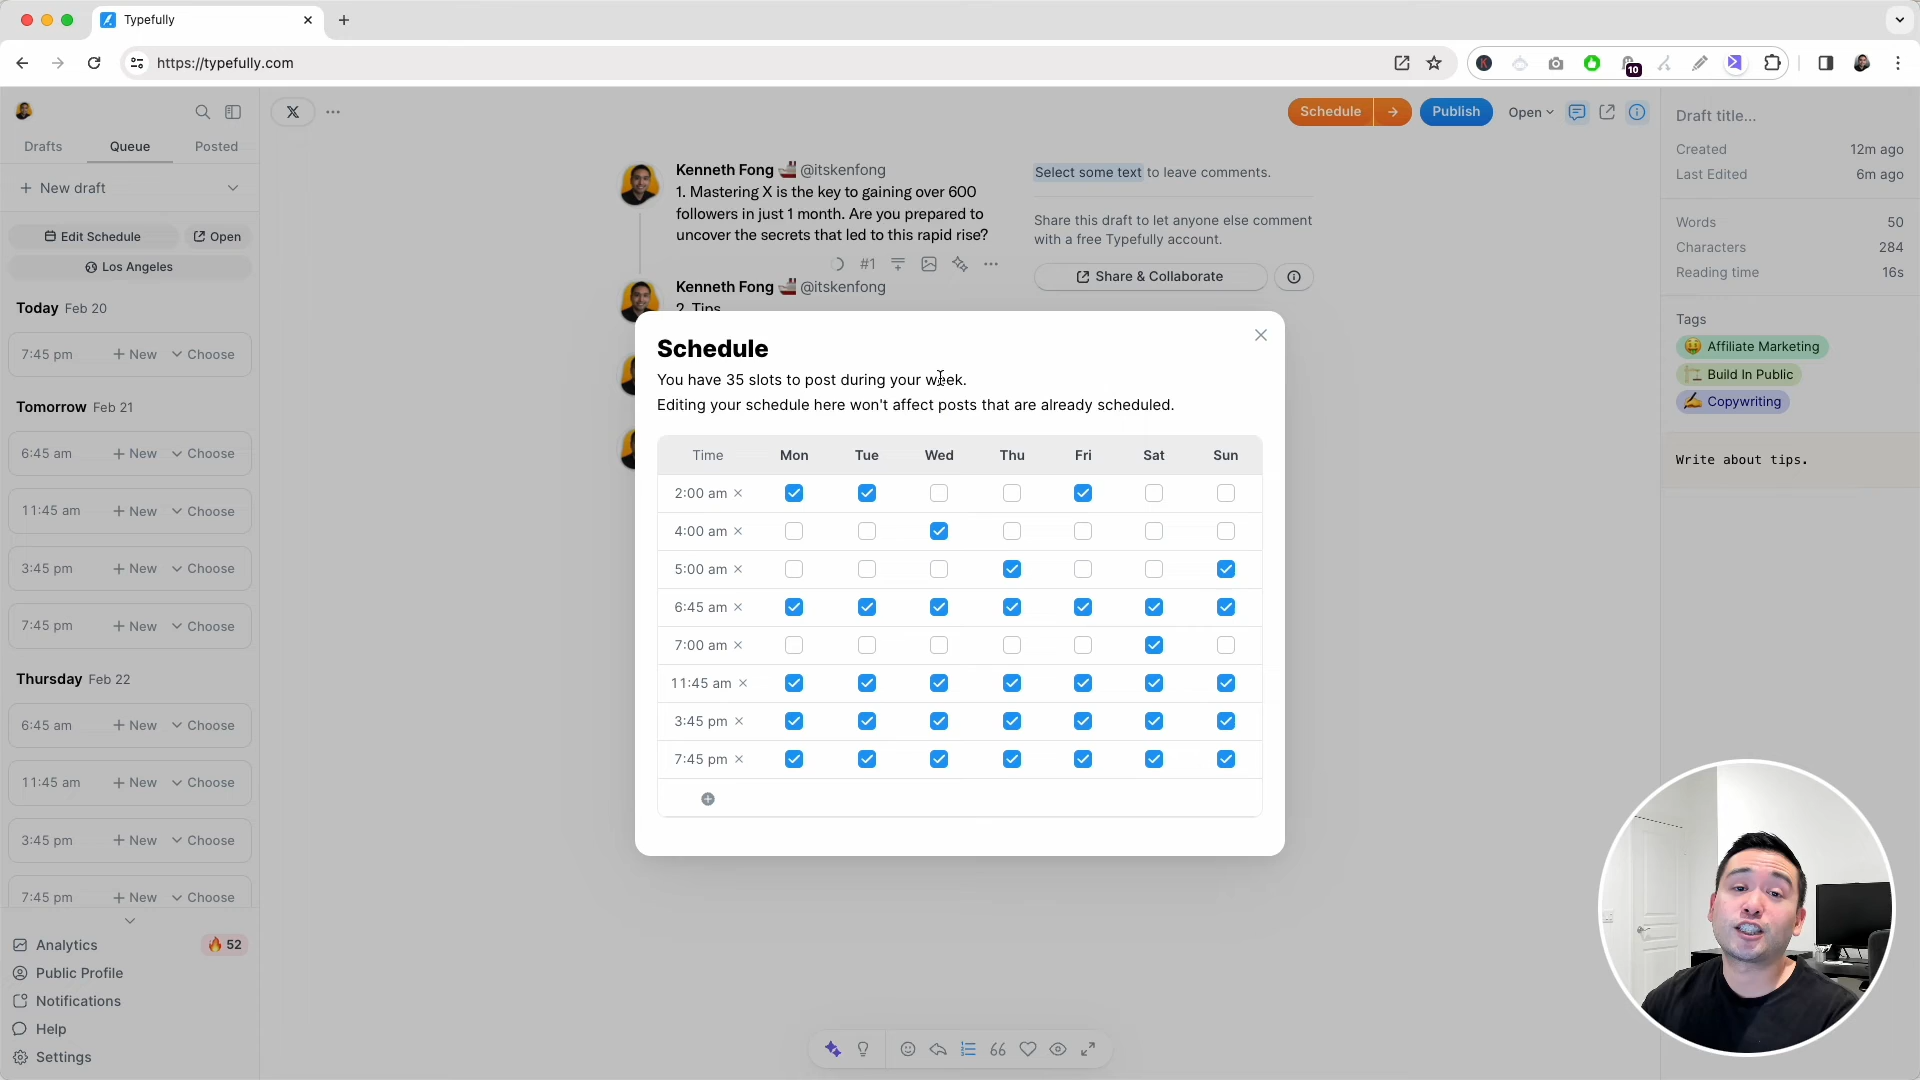 Typefully
https://typefully.com
10
Drafts
Queue
Posted
New draft
Edit Schedule
Open
Los Angeles
Today Feb 20
7:45 pm + New Choose
Tomorrow Feb 21
6:45 am + New Choose
11:45 am + New Choose
3:45 pm + New Choose
7:45 pm + New Choose
Thursday Feb 22
6:45 am + New Choose
11:45 am + New Choose
3:45 pm + New Choose
7:45 pm + New Choose
Analytics 52
Public Profile
Notifications
Help
Settings
Schedule
Publish
Open
Kenneth Fong @itskenfong
1. Mastering X is the key to gaining over 600
followers in just 1 month. Are you prepared to
uncover the secrets that led to this rapid rise?
#1
Kenneth Fong @itskenfong
2. Tips
Select some text to leave comments.
Share this draft to let anyone else comment
with a free Typefully account.
Share & Collaborate
Schedule
You have 35 slots to post during your week.
Editing your schedule here won't affect posts that are already scheduled.
Time Mon Tue Wed Thu Fri Sat Sun
2:00 am
4:00 am
5:00 am
6:45 am
7:00 am
11:45 am
3:45 pm
7:45 pm
Draft title...
Created 12m ago
Last Edited 6m ago
Words 50
Characters 284
Reading time 16s
Tags
Affiliate Marketing
Build In Public
Copywriting
Write about tips.